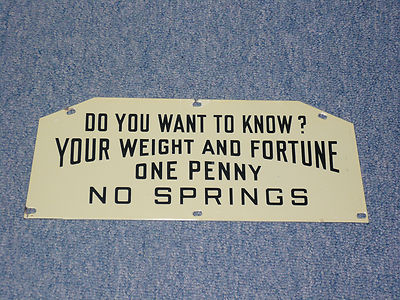 DO YOU WANT TO KNOW?
YOUR WEIGHT AND FORTUNE
ONE PENNY
NO SPRINGS